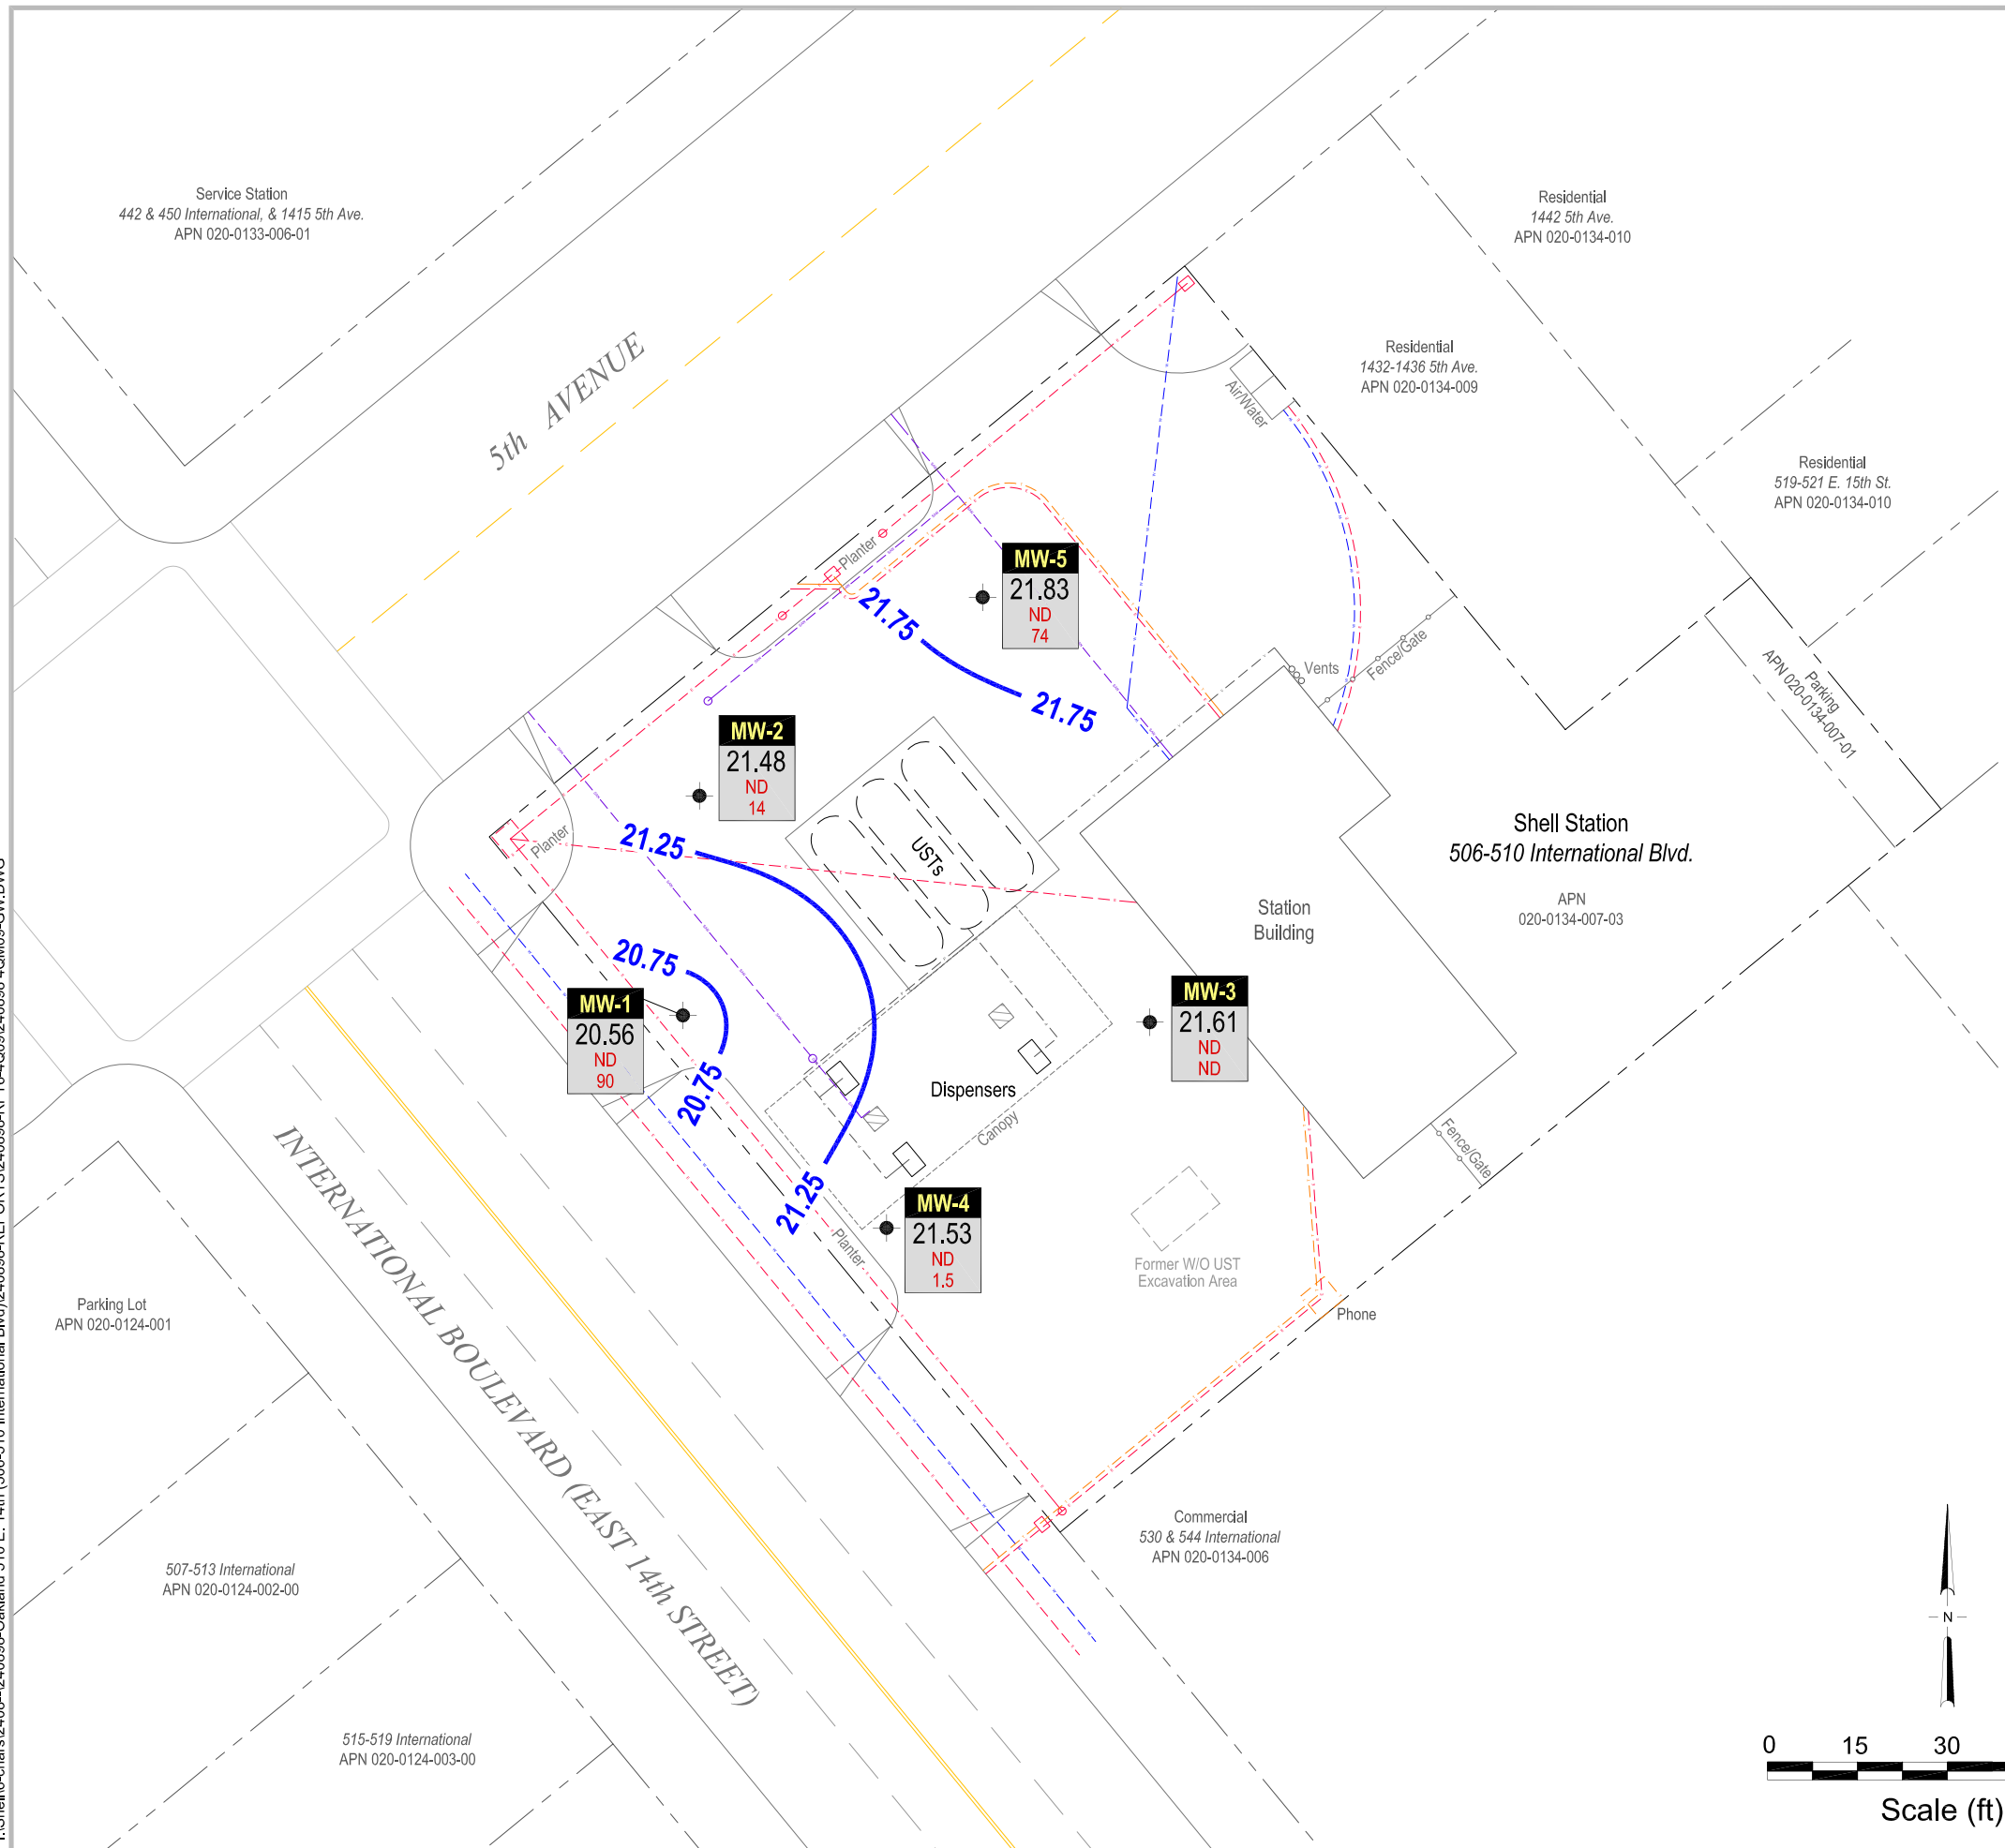 Service Station
442 & 450 International, & 1415 5th Ave.
APN 020-0133-006-01
Residential
1442 5th Ave.
APN 020-0134-010
5th AVENUE
Residential
1432-1436 5th Ave.
APN 020-0134-009
Air/Water
Residential
519-521 E. 15th St.
APN 020-0134-010
Planter
MW-5
21.83
ND
74
21.75
21.75
Vents
Fence/Gate
Parking
APN 020-0134-007-01
MW-2
21.48
ND
14
Planter
21.25
USTs
Shell Station
506-510 International Blvd.
APN
020-0134-007-03
Station
Building
20.75
MW-1
20.56
ND
90
20.75
MW-3
21.61
ND
ND
Dispensers
Canopy
Fence/Gate
21.25
MW-4
21.53
ND
1.5
Planter
Former W/O UST
Excavation Area
Phone
INTERNATIONAL BOULEVARD (EAST 14th STREET)
Parking Lot
APN 020-0124-001
Commercial
530 & 544 International
APN 020-0134-006
507-513 International
APN 020-0124-002-00
515-519 International
APN 020-0124-003-00
N
0 15 30
Scale (ft)